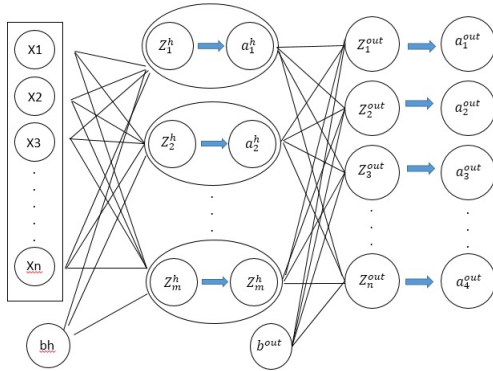 X1
X2
X3
Xn
bh
Z_1^h a_1^h
Z_2^h a_2^h
Z_m^h Z_m^h
b^out
Z_1^out a_1^out
Z_2^out a_2^out
Z_3^out a_3^out
Z_n^out a_4^out